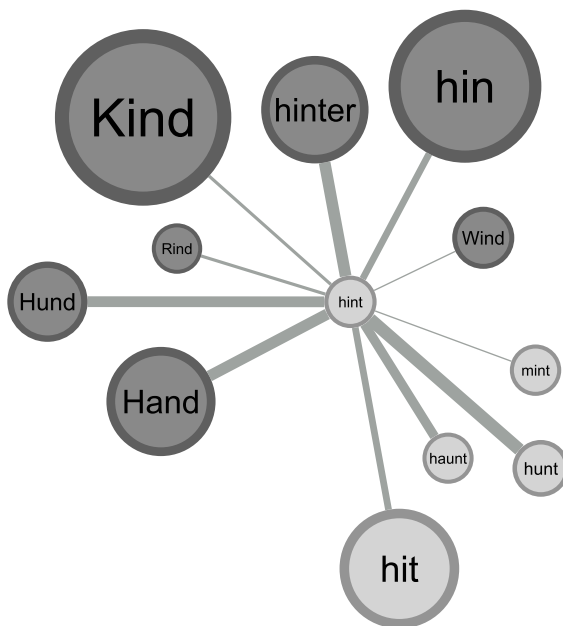 Kind
hinter
hin
Rind
Wind
Hund
hint
mint
Hand
haunt
hunt
hit